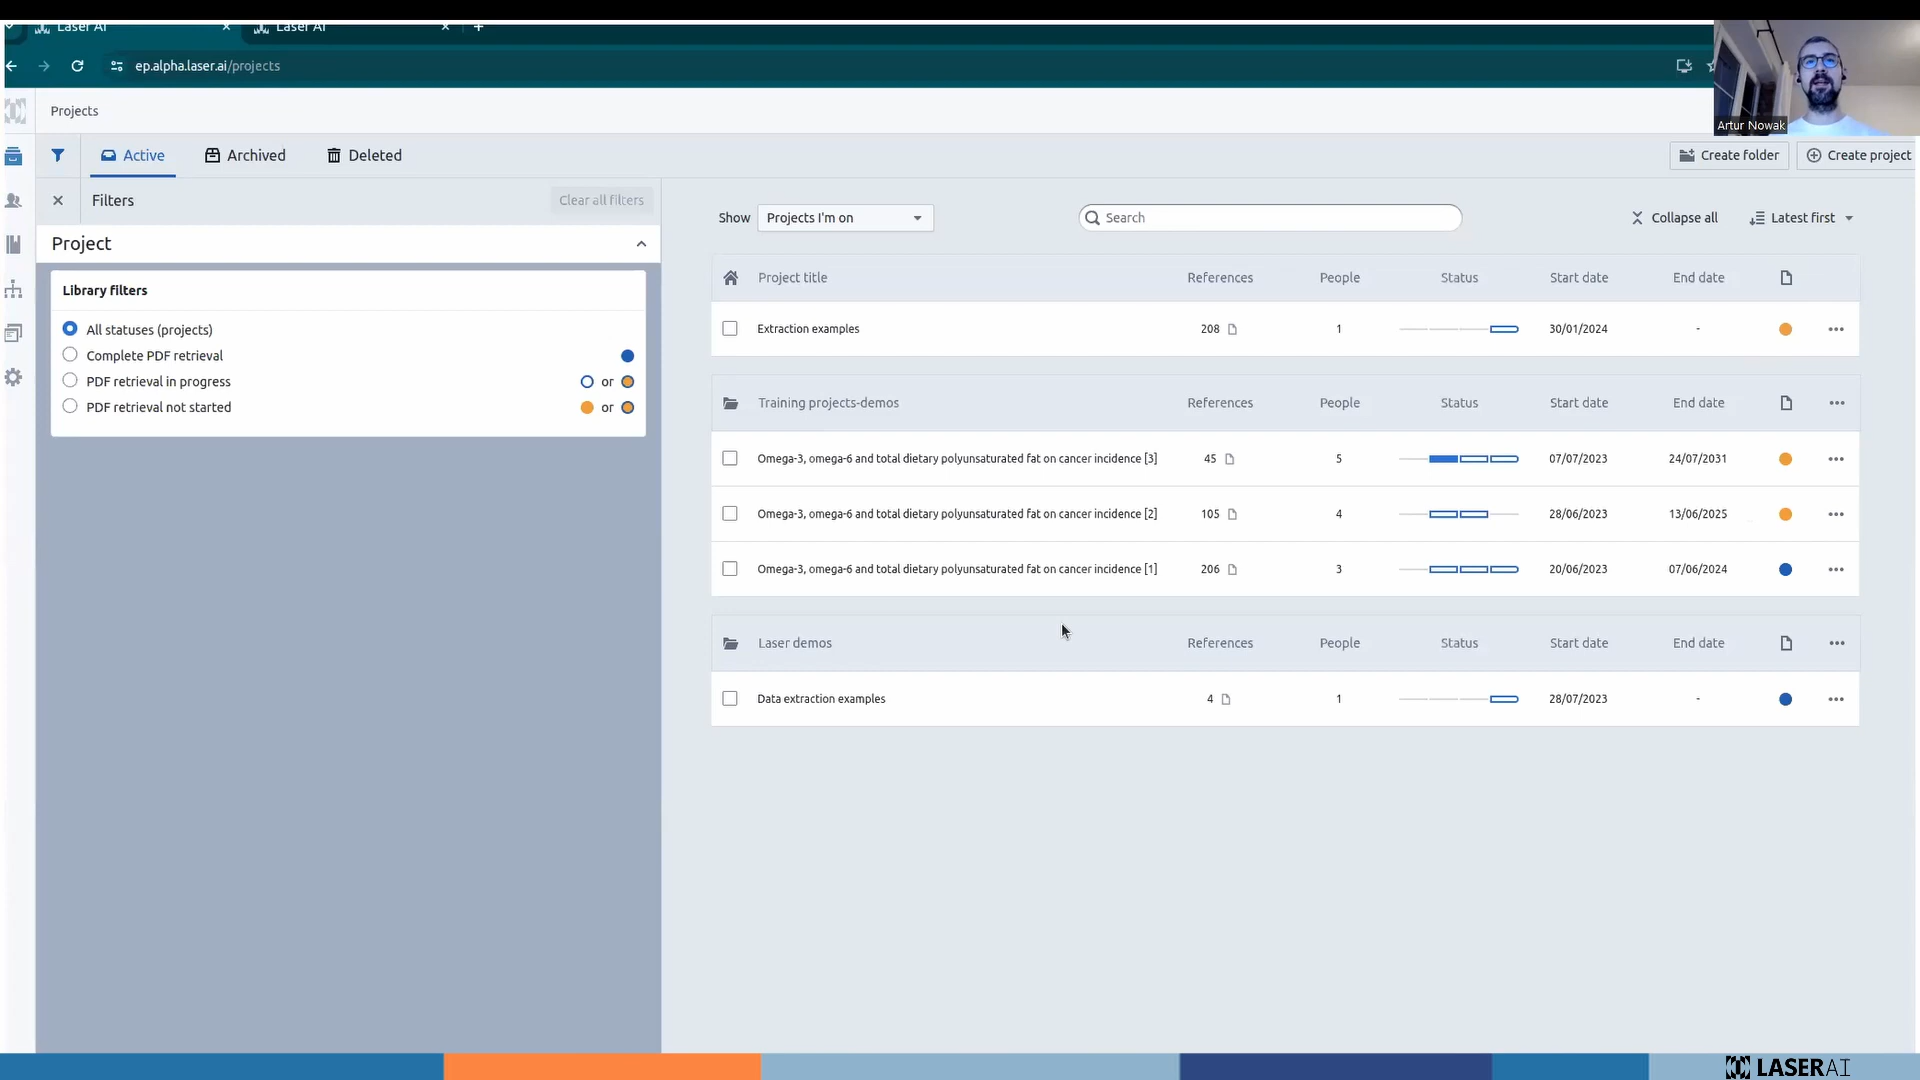 Laser AI
Laser AI
ep.alpha.laser.ai/projects
Artur Nowak
Projects
Active
Archived
Deleted
Create folder
Create project
Filters
Clear all filters
Project
Library filters
All statuses (projects)
Complete PDF retrieval
PDF retrieval in progress or
PDF retrieval not started or
Show Projects I'm on Search Collapse all Latest first
Project title References People Status Start date End date
Extraction examples 208 1 30/01/2024 -
Training projects-demos References People Status Start date End date
Omega-3, omega-6 and total dietary polyunsaturated fat on cancer incidence [3] 45 5 07/07/2023 24/07/2031
Omega-3, omega-6 and total dietary polyunsaturated fat on cancer incidence [2] 105 4 28/06/2023 13/06/2025
Omega-3, omega-6 and total dietary polyunsaturated fat on cancer incidence [1] 206 3 20/06/2023 07/06/2024
Laser demos References People Status Start date End date
Data extraction examples 4 1 28/07/2023 -
LASERAI